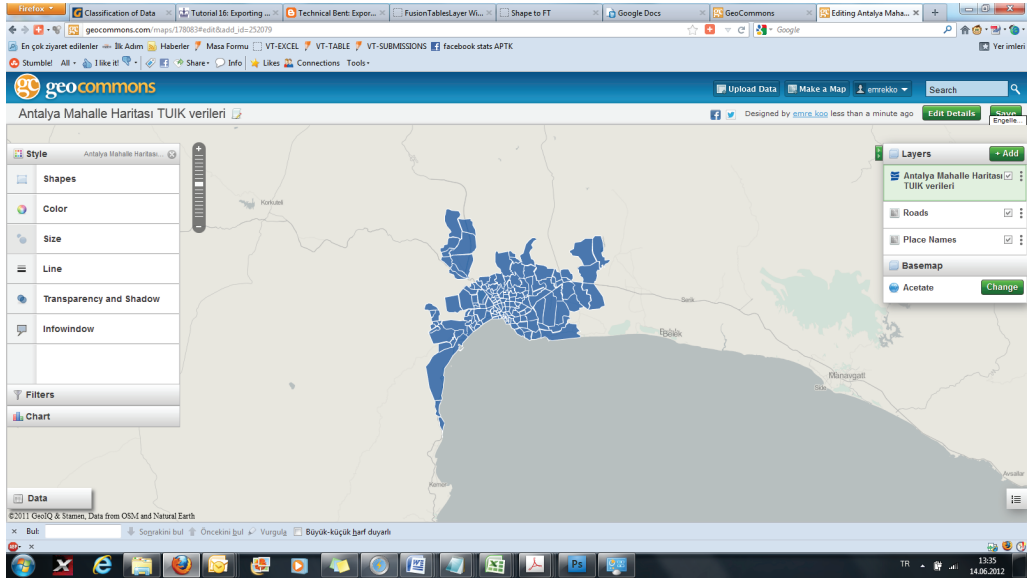 Firefox
Classification of Data
Tutorial 16: Exporting ...
Technical Bent: Expor...
FusionTablesLayer Wi...
Shape to FT
Google Docs
GeoCommons
Editing Antalya Maha...
geocommons.com/maps/178083#edit&add_id=252079
Google
En çok ziyaret edilenler
İlk Adım
Haberler
Masa Formu
VT-EXCEL
VT-TABLE
VT-SUBMISSIONS
facebook stats APTK
Yer imleri
Stumble!
All
I like it!
Share
Info
Likes
Connections
Tools
geocommons
Upload Data
Make a Map
emrekko
Search
Antalya Mahalle Haritası TUIK verileri
Designed by emre koo less than a minute ago
Edit Details
Save
Engelle...
Style
Antalya Mahalle Haritası...
Shapes
Color
Size
Line
Transparency and Shadow
Infowindow
Filters
Chart
Data
Korkuteli
Serik
Belek
Manavgat
Side
Kemer
Avsallar
Layers
+ Add
Antalya Mahalle Haritası
TUIK verileri
Roads
Place Names
Basemap
Acetate
Change
©2011 GeoIQ & Stamen, Data from OSM and Natural Earth
× Bul:
Sonrakini bul
Öncekini bul
Vurgula
Büyük-küçük harf duyarlı
TR
13:35
14.06.2012